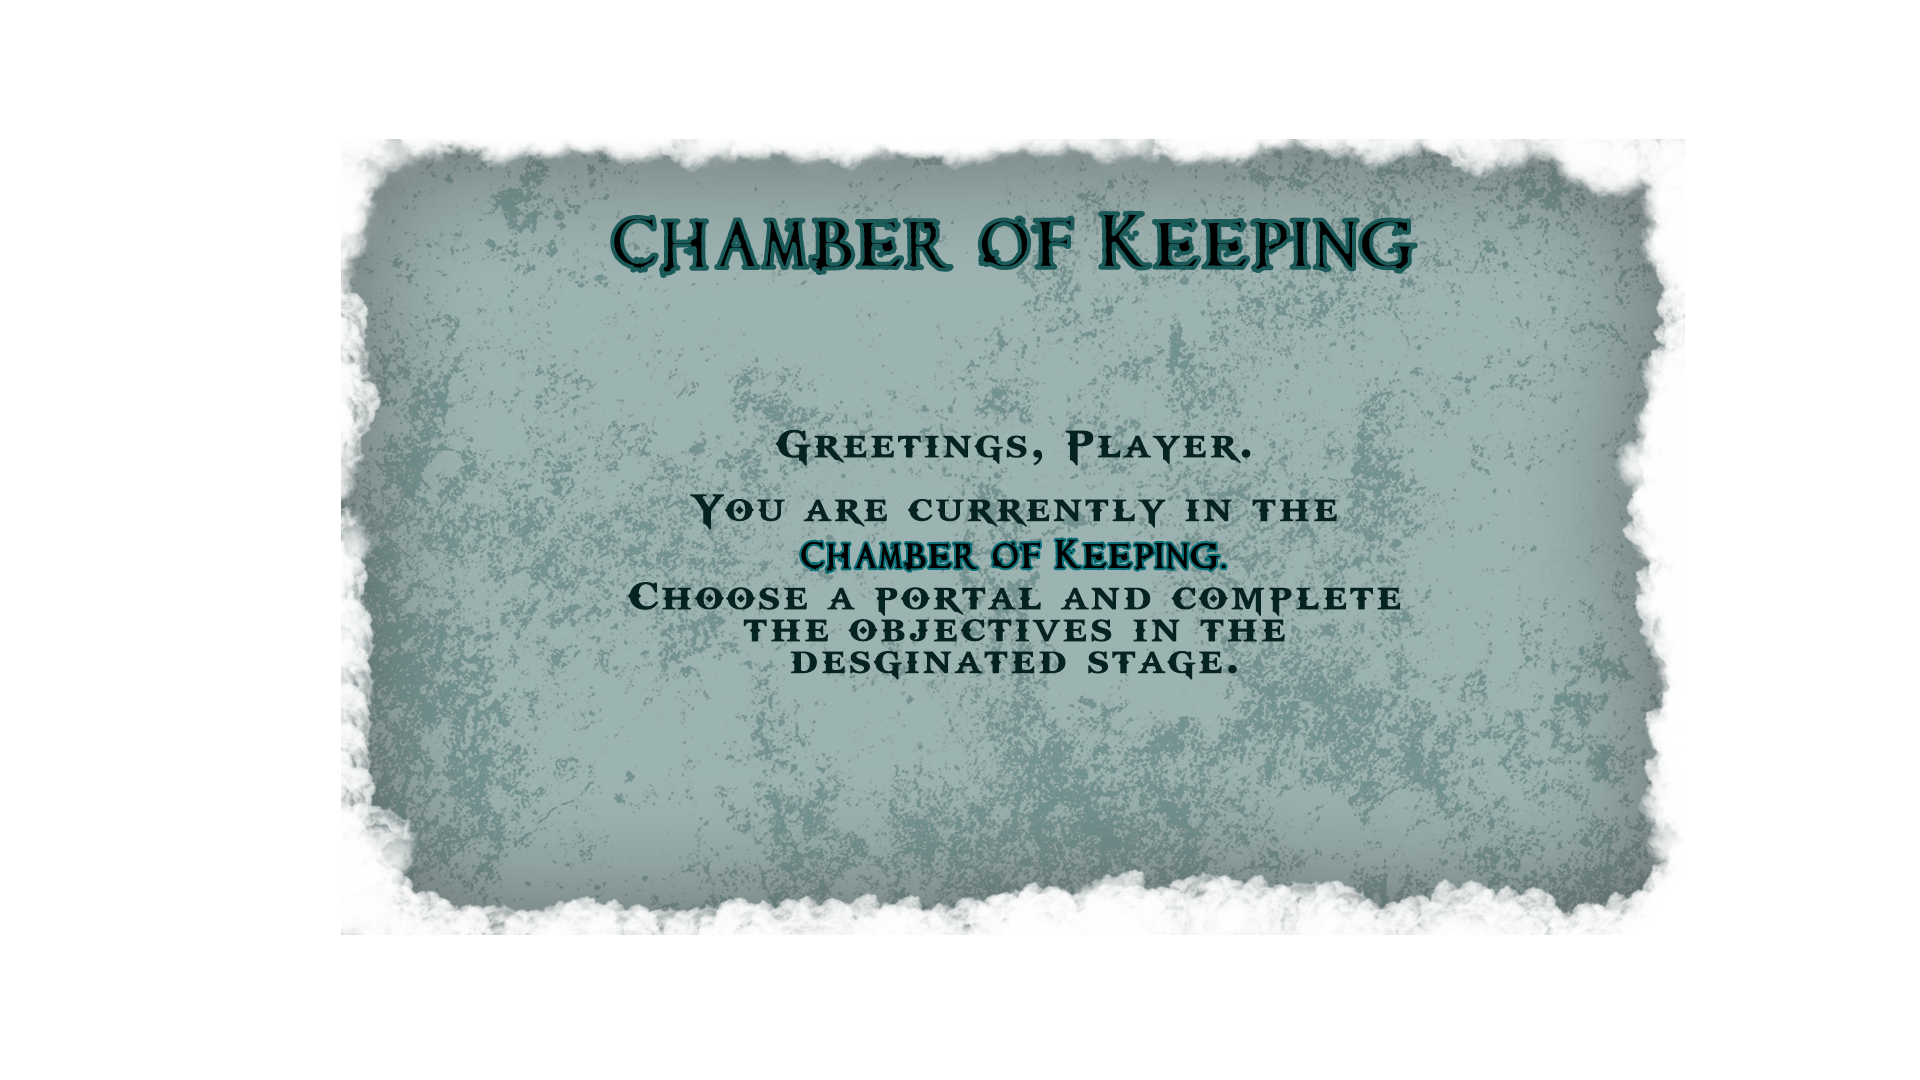 Chamber of Keeping
Greetings, Player.
You are currently in the
Chamber of Keeping.
Choose a portal and complete
the objectives in the
desginated stage.